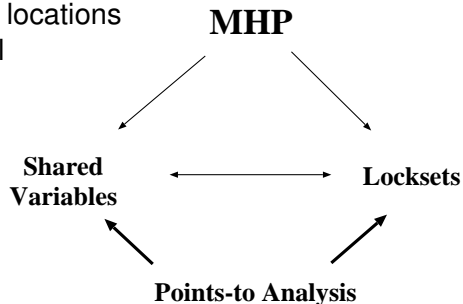 locations
MHP
Shared
Variables
Locksets
Points-to Analysis